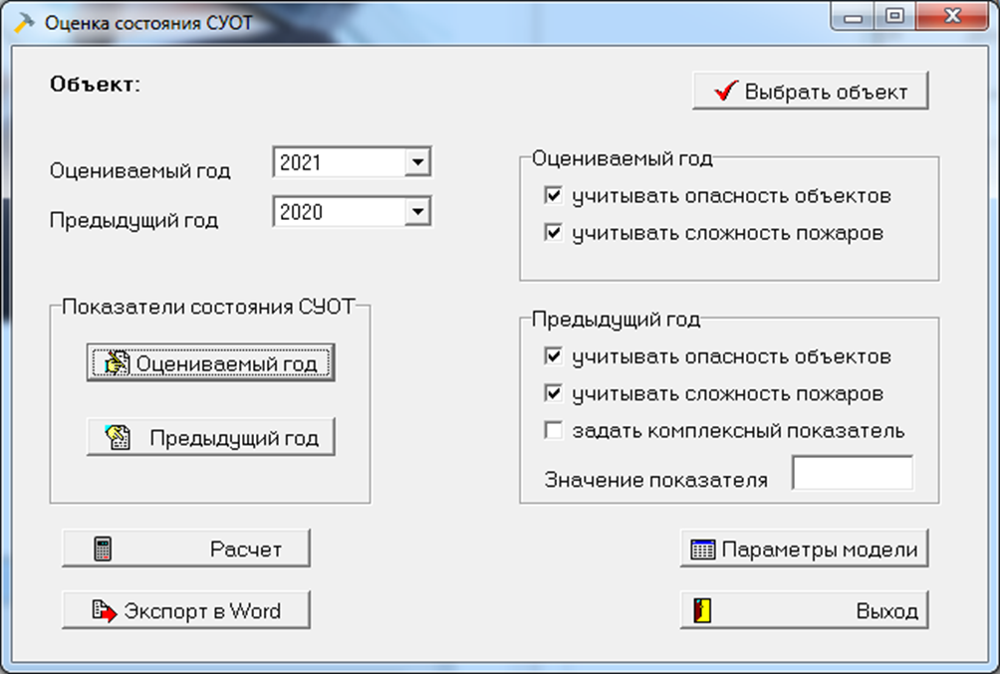 Оценка состояния СУОТ
Объект:
Выбрать объект
Оцениваемый год
2021
Предыдущий год
2020
Оцениваемый год
учитывать опасность объектов
учитывать сложность пожаров
Показатели состояния СУОТ
Оцениваемый год
Предыдущий год
Предыдущий год
учитывать опасность объектов
учитывать сложность пожаров
задать комплексный показатель
Значение показателя
Расчет
Параметры модели
Экспорт в Word
Выход